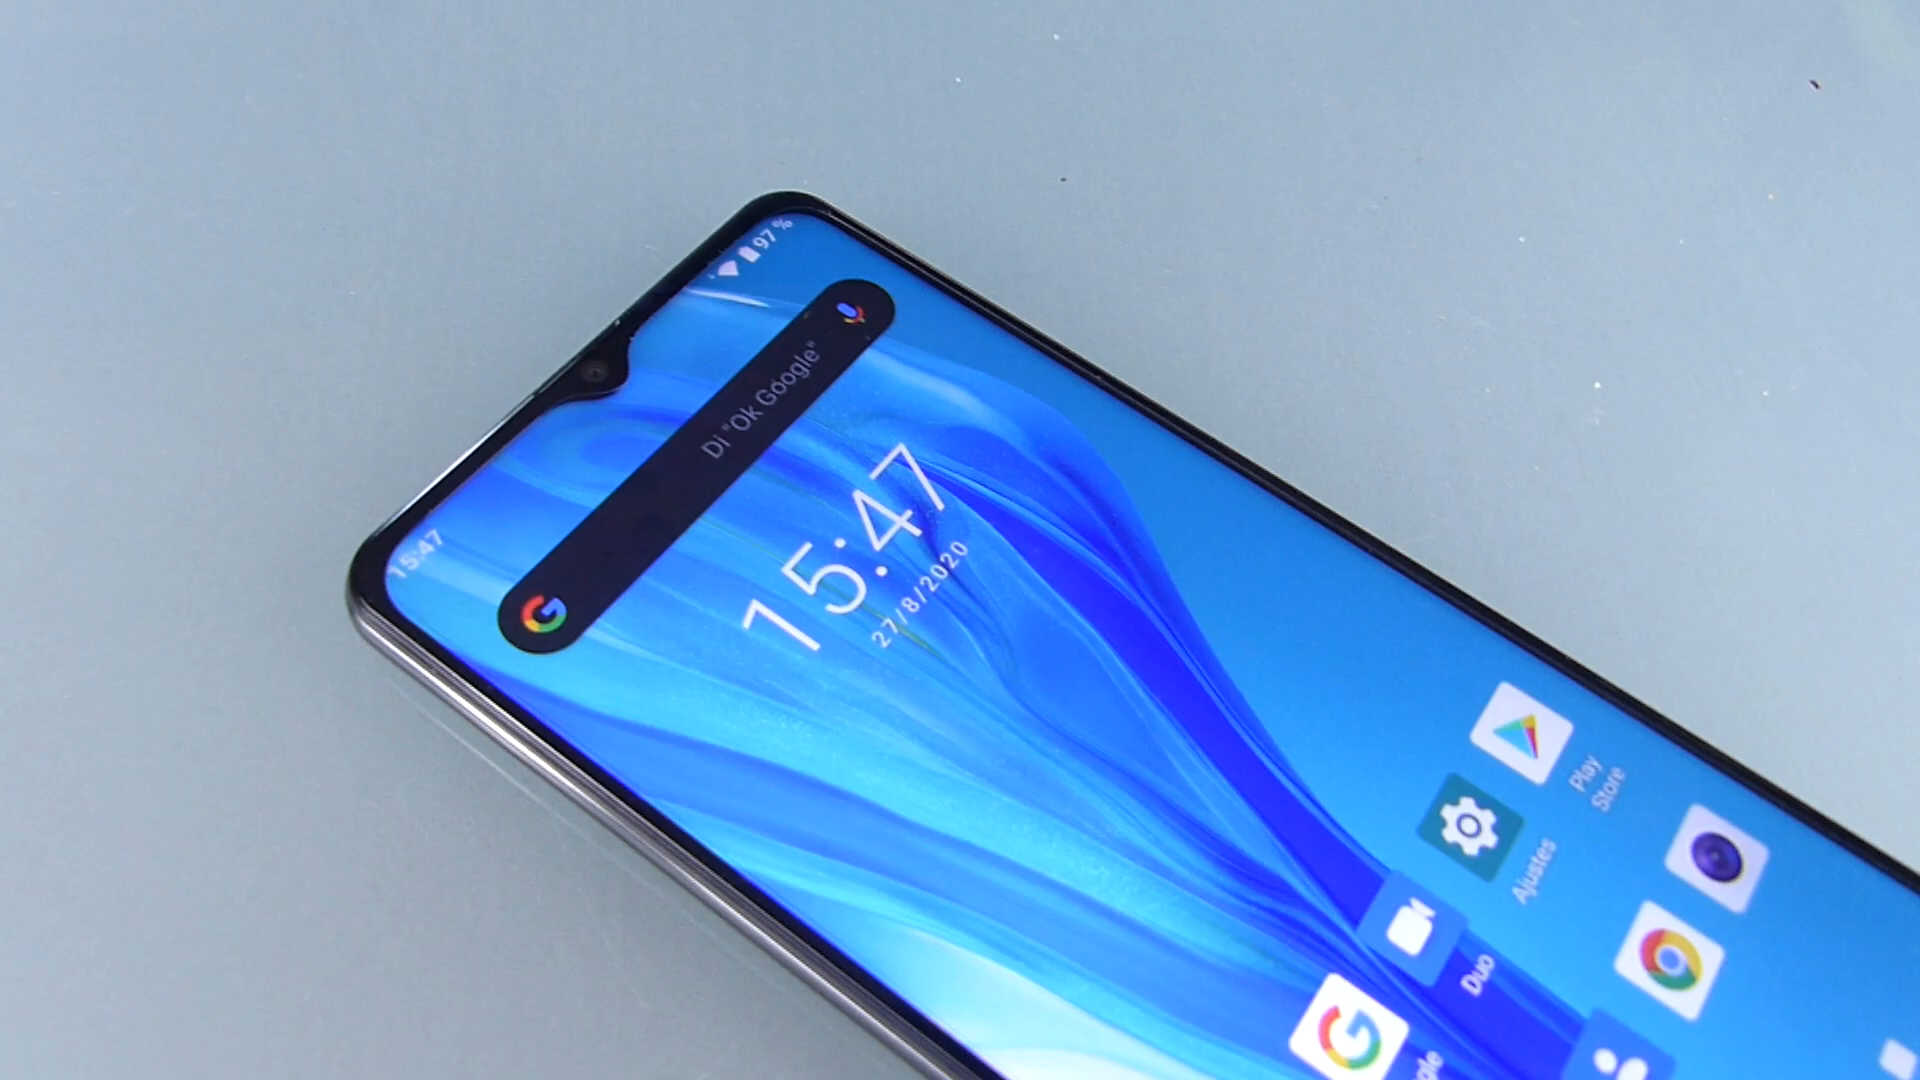 15:47
97 %
Di "Ok Google"
15:47
27/8/2020
Duo
Ajustes
Play
Store